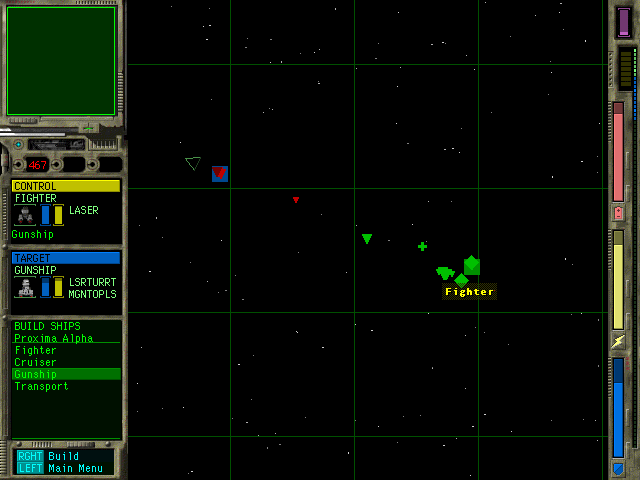 467
CONTROL
FIGHTER
LASER
Gunship
TARGET
GUNSHIP
LSRTURRT
MGNTOPLS
BUILD SHIPS
Proxima Alpha
Fighter
Cruiser
Gunship
Transport
RGHT Build
LEFT Main Menu
Fighter